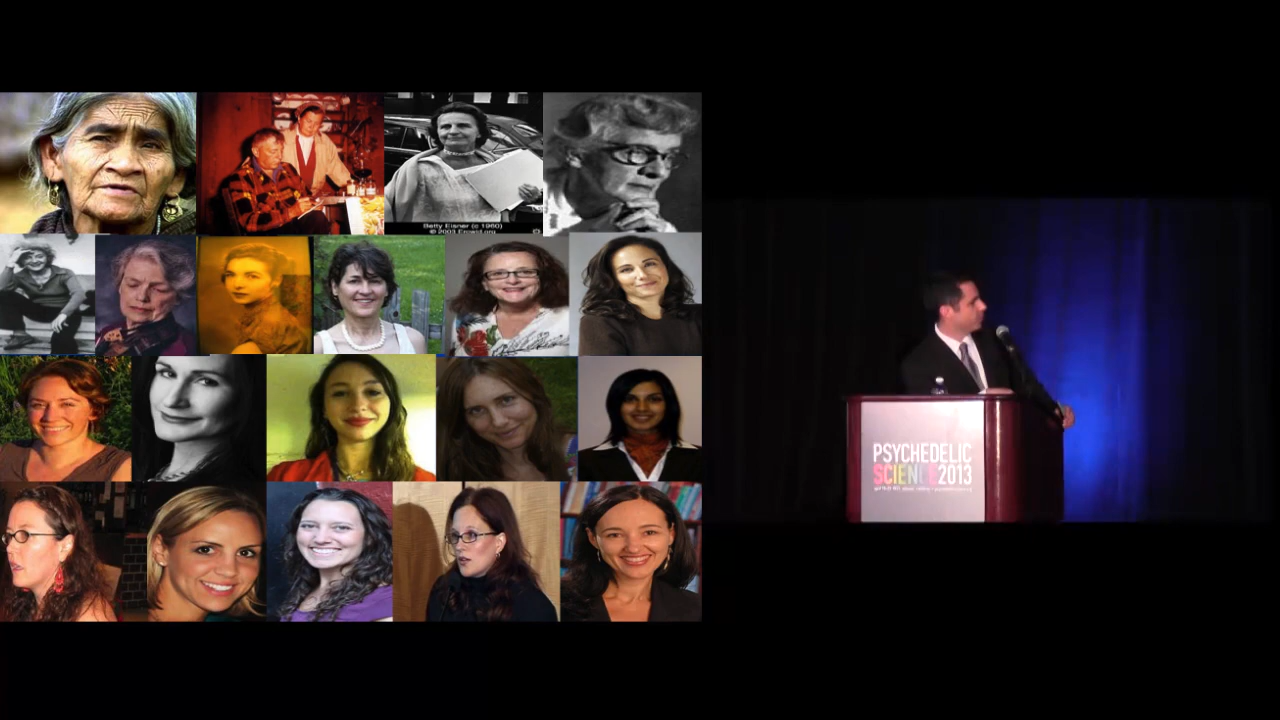 Betty Eisner (c 1960)
© 2003 Erowid.org
PSYCHEDELIC
SCIENCE2013